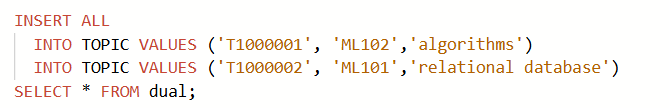 INSERT ALL
INTO TOPIC VALUES ('T1000001', 'ML102','algorithms')
INTO TOPIC VALUES ('T1000002', 'ML101','relational database')
SELECT * FROM dual;